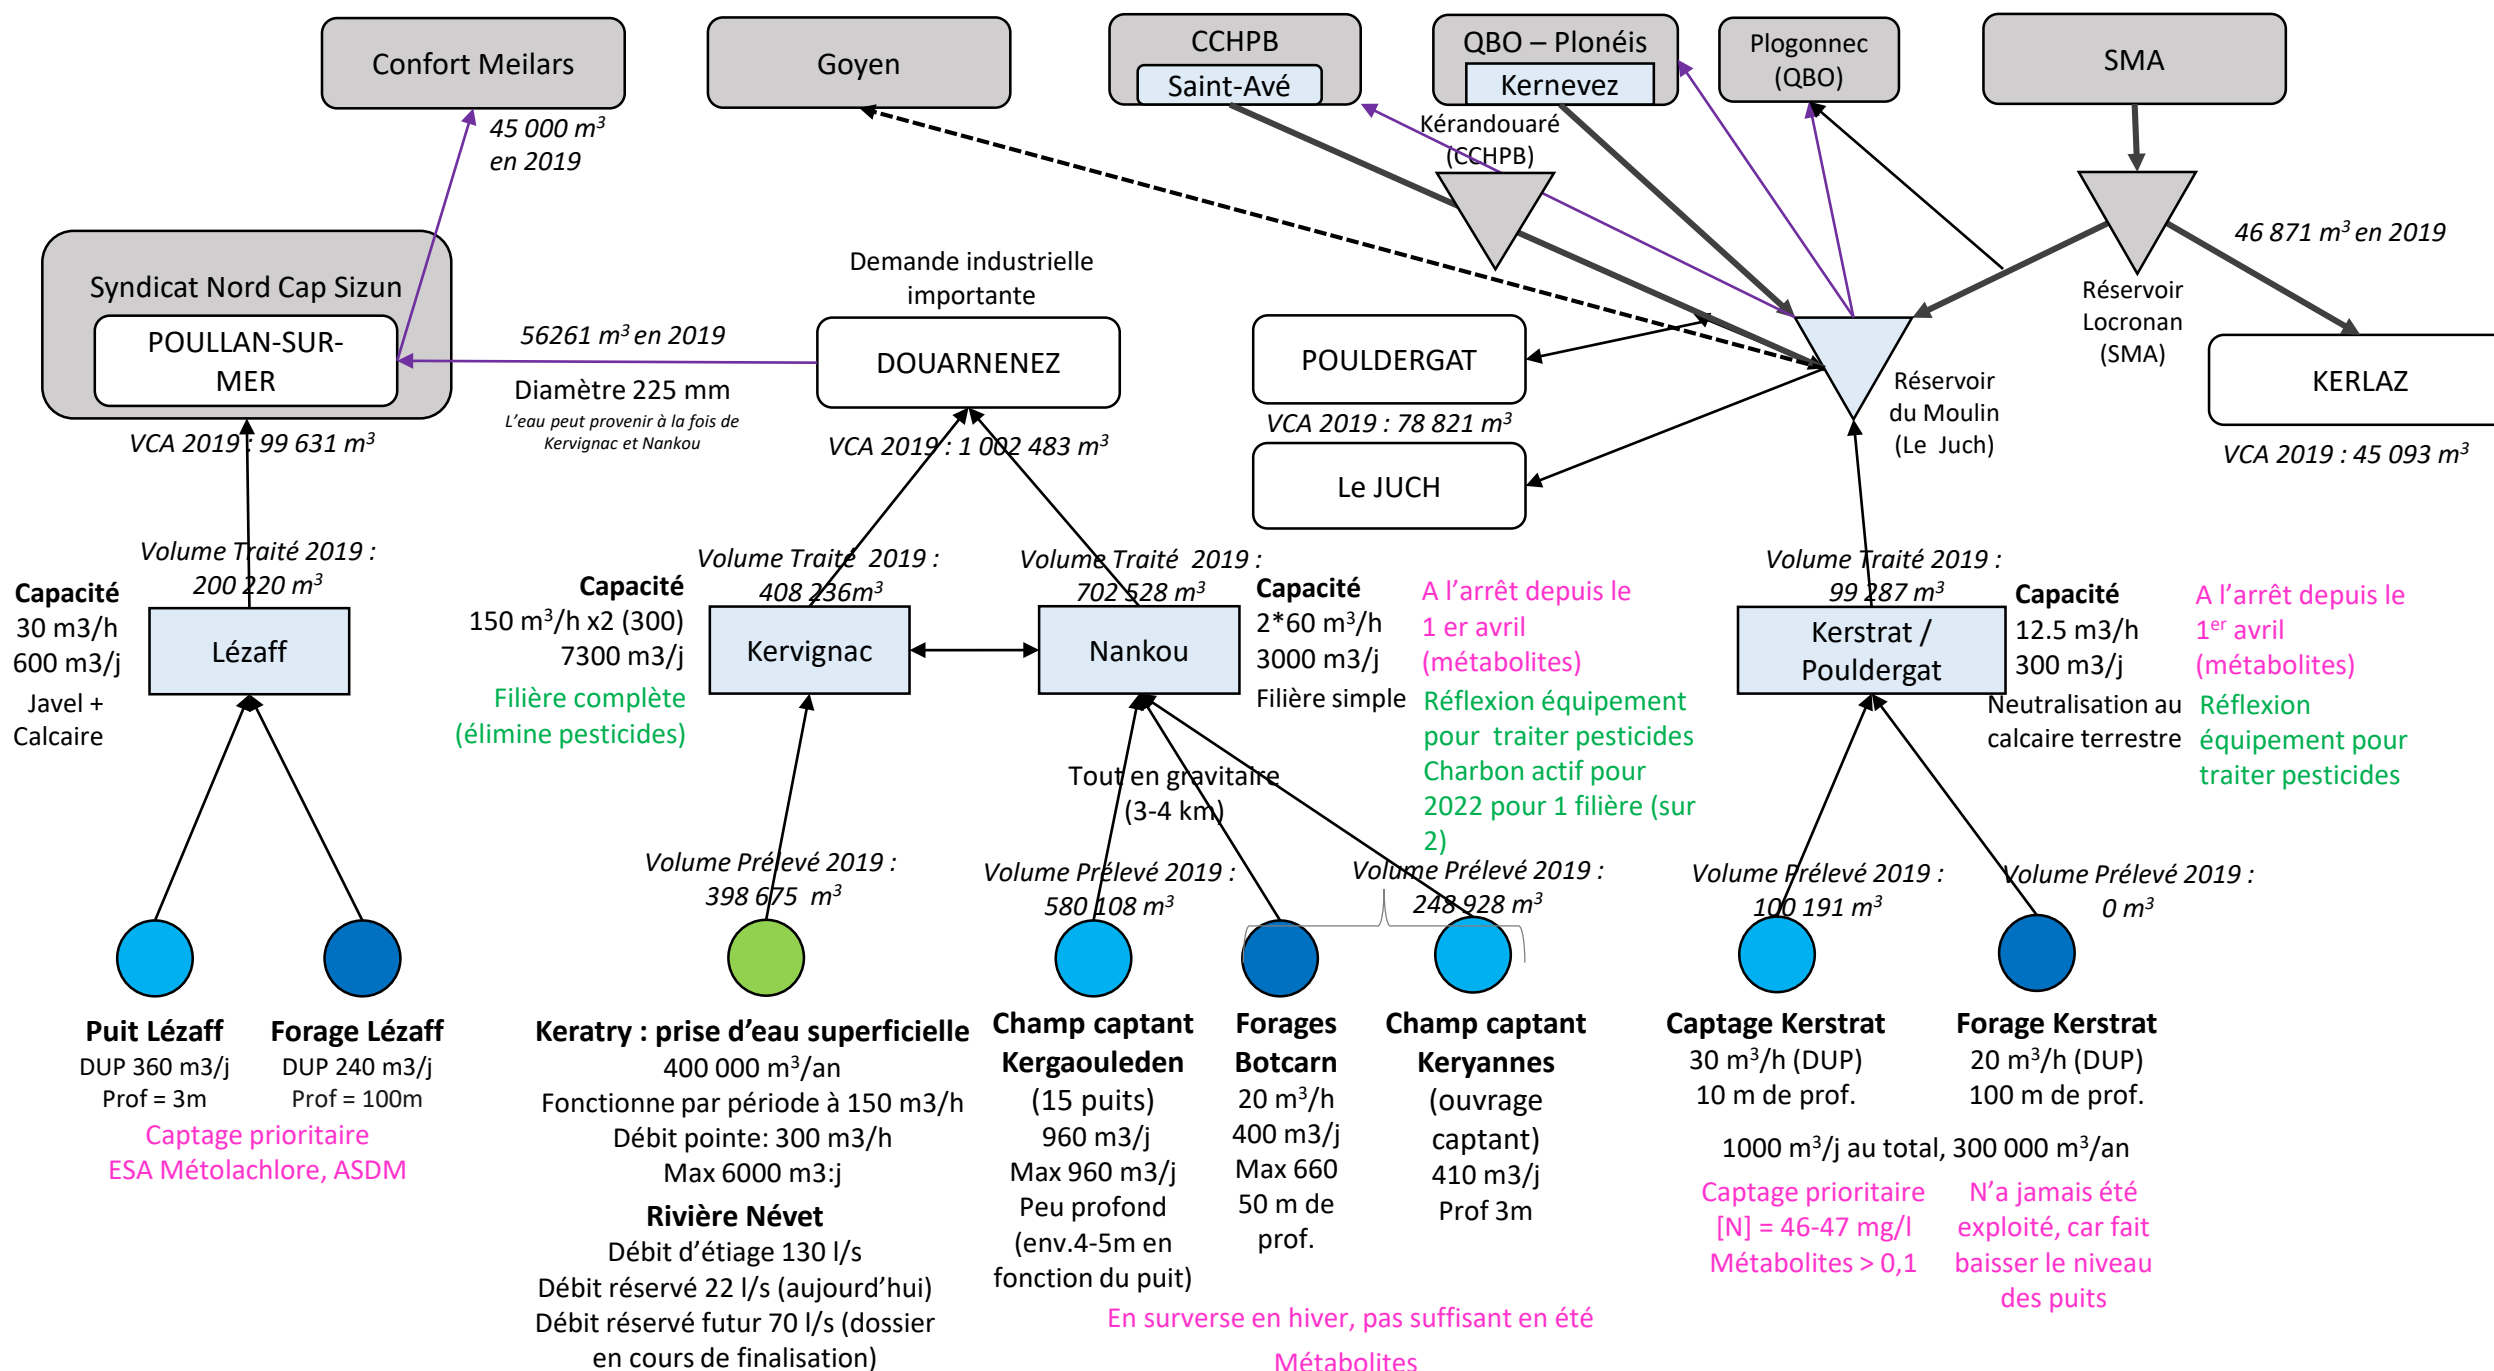 Confort Meilars
Goyen
CCHPB
Saint-Avé
QBO – Plonéis
Kernevez
Plogonnec
(QBO)
SMA
45 000 m³
en 2019
Kérandouaré
(CCHPB)
46 871 m³ en 2019
Syndicat Nord Cap Sizun
POULLAN-SUR-
MER
VCA 2019 : 99 631 m³
56261 m³ en 2019
Diamètre 225 mm
L'eau peut provenir à la fois de
Kervignac et Nankou
Demande industrielle
importante
DOUARNENEZ
VCA 2019 : 1 002 483 m³
POULDERGAT
VCA 2019 : 78 821 m³
Le JUCH
Réservoir
du Moulin
(Le Juch)
Réservoir
Locronan
(SMA)
KERLAZ
VCA 2019 : 45 093 m³
Volume Traité 2019 :
200 220 m³
Capacité
30 m3/h
600 m3/j
Javel +
Calcaire
Lézaff
Volume Traité 2019 :
408 236m³
Capacité
150 m³/h x2 (300)
7300 m3/j
Filière complète
(élimine pesticides)
Kervignac
Volume Traité 2019 :
702 528 m³
Nankou
Capacité
2*60 m³/h
3000 m3/j
Filière simple
A l'arrêt depuis le
1 er avril
(métabolites)
Réflexion équipement
pour traiter pesticides
Charbon actif pour
2022 pour 1 filière (sur
2)
Volume Traité 2019 :
99 287 m³
Kerstrat /
Pouldergat
Capacité
12.5 m3/h
300 m3/j
Neutralisation au
calcaire terrestre
A l'arrêt depuis le
1er avril
(métabolites)
Réflexion
équipement pour
traiter pesticides
Tout en gravitaire
(3-4 km)
Volume Prélevé 2019 :
398 675 m³
Volume Prélevé 2019 :
580 108 m³
Volume Prélevé 2019 :
248 928 m³
Volume Prélevé 2019 :
100 191 m³
Volume Prélevé 2019 :
0 m³
Puit Lézaff
DUP 360 m3/j
Prof = 3m
Forage Lézaff
DUP 240 m3/j
Prof = 100m
Captage prioritaire
ESA Métolachlore, ASDM
Keratry : prise d'eau superficielle
400 000 m³/an
Fonctionne par période à 150 m3/h
Débit pointe: 300 m3/h
Max 6000 m3:j
Rivière Névet
Débit d'étiage 130 l/s
Débit réservé 22 l/s (aujourd'hui)
Débit réservé futur 70 l/s (dossier
en cours de finalisation)
Champ captant
Kergaouleden
(15 puits)
960 m3/j
Max 960 m3/j
Peu profond
(env.4-5m en
fonction du puit)
Forages
Botcarn
20 m³/h
400 m3/j
Max 660
50 m de
prof.
Champ captant
Keryannes
(ouvrage
captant)
410 m3/j
Prof 3m
En surverse en hiver, pas suffisant en été
Métabolites
Captage Kerstrat
30 m³/h (DUP)
10 m de prof.
Forage Kerstrat
20 m³/h (DUP)
100 m de prof.
1000 m³/j au total, 300 000 m³/an
Captage prioritaire
[N] = 46-47 mg/l
Métabolites > 0,1
N'a jamais été
exploité, car fait
baisser le niveau
des puits